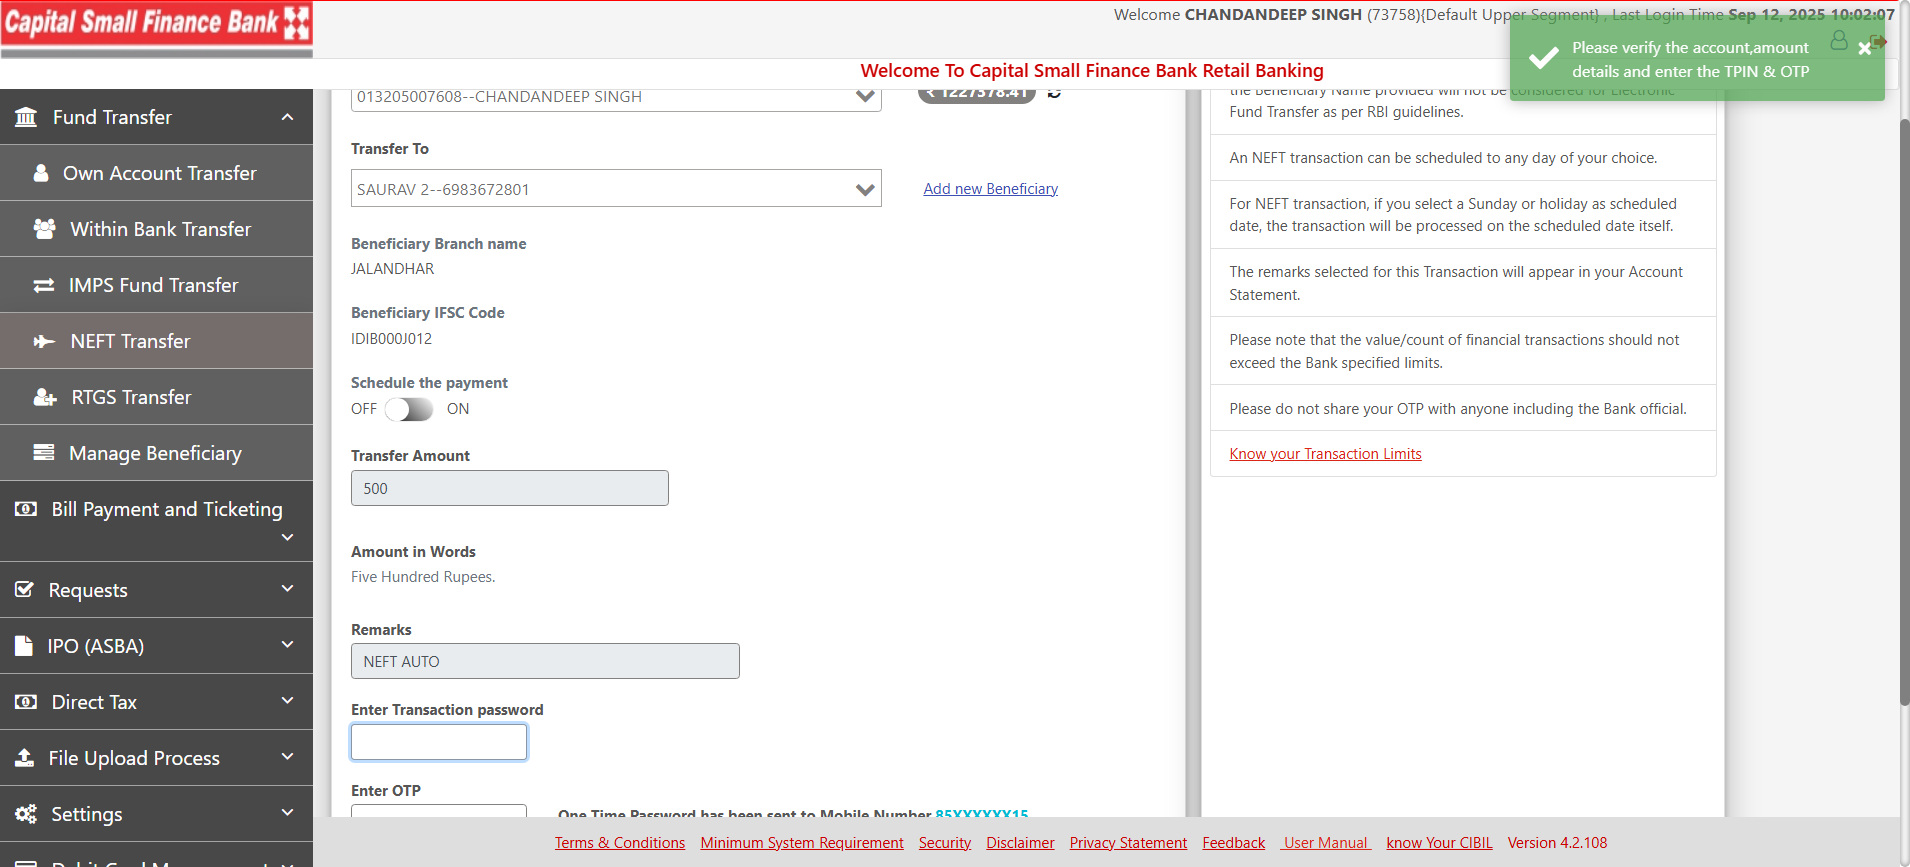 Capital Small Finance Bank
Welcome CHANDANDEEP SINGH (73758){Default Upper Segment} , Last Login Time Sep 12, 2025 10:02:07
Please verify the account,amount
details and enter the TPIN & OTP
Welcome To Capital Small Finance Bank Retail Banking
Fund Transfer
Own Account Transfer
Within Bank Transfer
IMPS Fund Transfer
NEFT Transfer
RTGS Transfer
Manage Beneficiary
Bill Payment and Ticketing
Requests
IPO (ASBA)
Direct Tax
File Upload Process
Settings
013205007608--CHANDANDEEP SINGH
₹ 1227578.41
Transfer To
SAURAV 2--6983672801
Add new Beneficiary
Beneficiary Branch name
JALANDHAR
Beneficiary IFSC Code
IDIB000J012
Schedule the payment
OFF ON
Transfer Amount
500
Amount in Words
Five Hundred Rupees.
Remarks
NEFT AUTO
Enter Transaction password
Enter OTP
One Time Password has been sent to Mobile Number 85XXXXXX15
the Beneficiary Name provided will not be considered for Electronic
Fund Transfer as per RBI guidelines.
An NEFT transaction can be scheduled to any day of your choice.
For NEFT transaction, if you select a Sunday or holiday as scheduled
date, the transaction will be processed on the scheduled date itself.
The remarks selected for this Transaction will appear in your Account
Statement.
Please note that the value/count of financial transactions should not
exceed the Bank specified limits.
Please do not share your OTP with anyone including the Bank official.
Know your Transaction Limits
Terms & Conditions Minimum System Requirement Security Disclaimer Privacy Statement Feedback User Manual know Your CIBIL Version 4.2.108